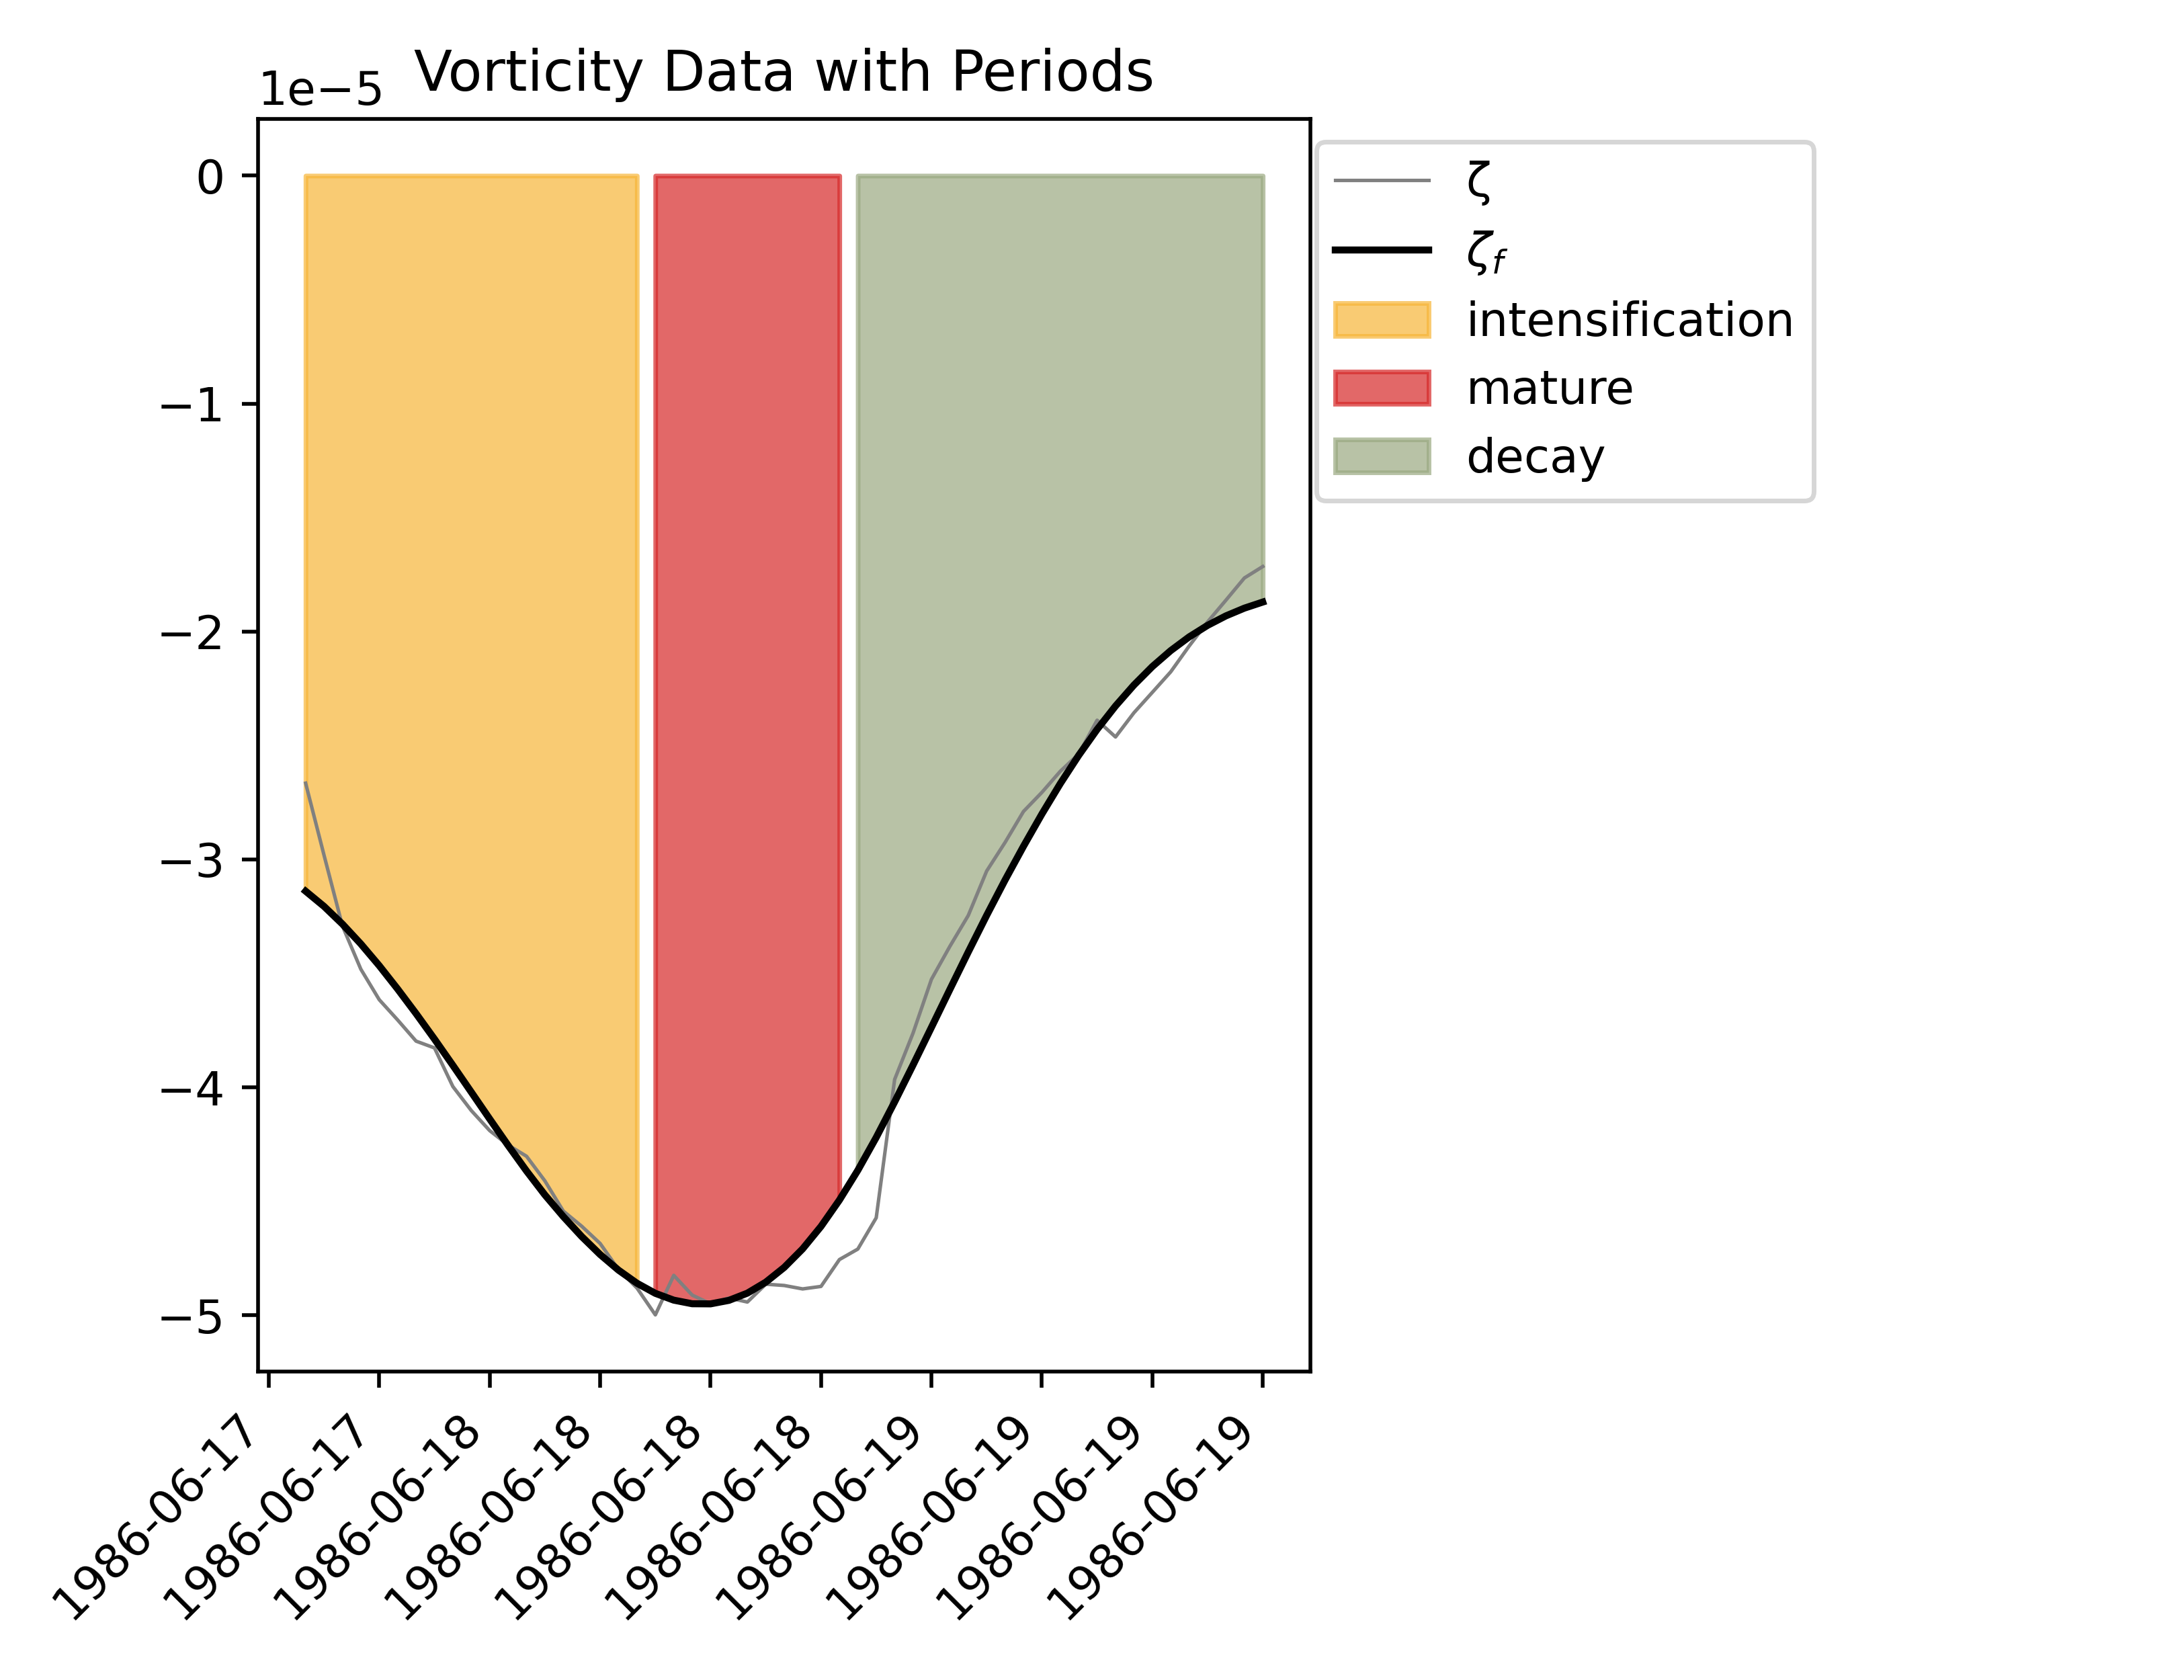 Vorticity Data with Periods
1e−5
0
−1
−2
−3
−4
−5
1986-06-17
1986-06-17
1986-06-18
1986-06-18
1986-06-18
1986-06-18
1986-06-19
1986-06-19
1986-06-19
1986-06-19
ζ
ζf
intensification
mature
decay